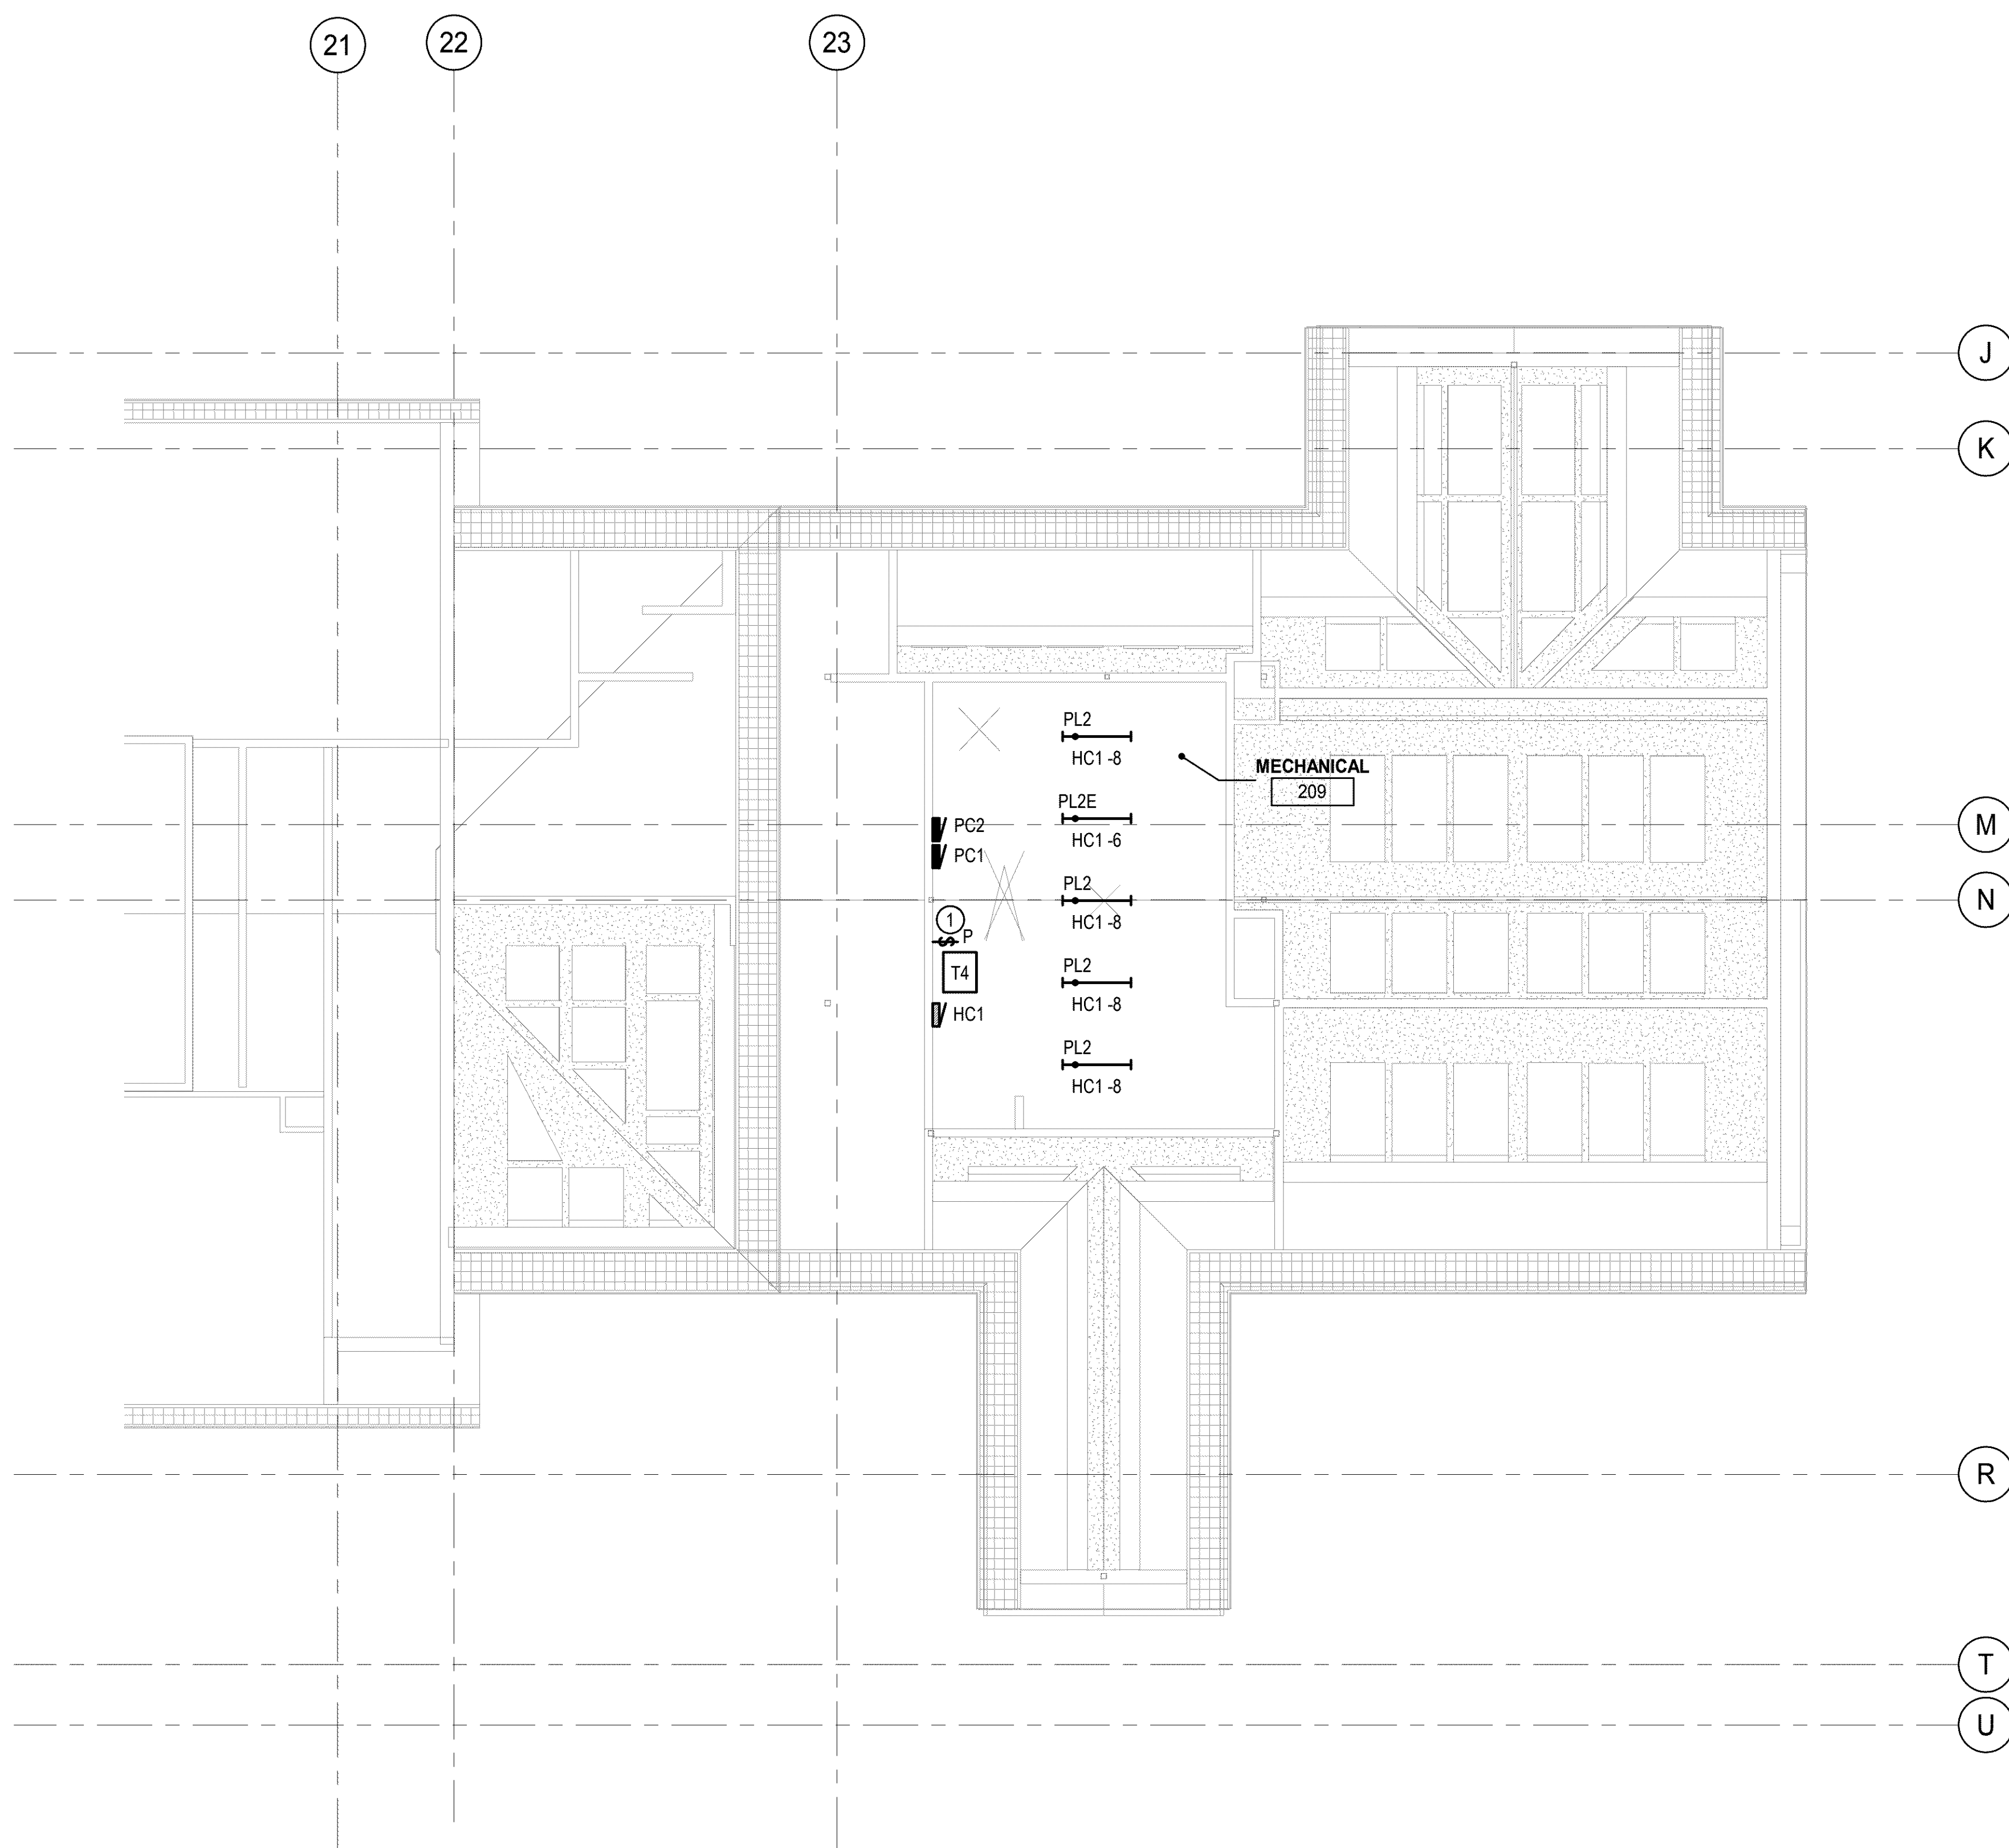 21
22
23
J
K
PL2
HC1 -8
MECHANICAL
209
PL2E
HC1 -6
PC2
PC1
M
PL2
HC1 -8
N
1
$ P
T4
PL2
HC1 -8
HC1
PL2
HC1 -8
R
T
U